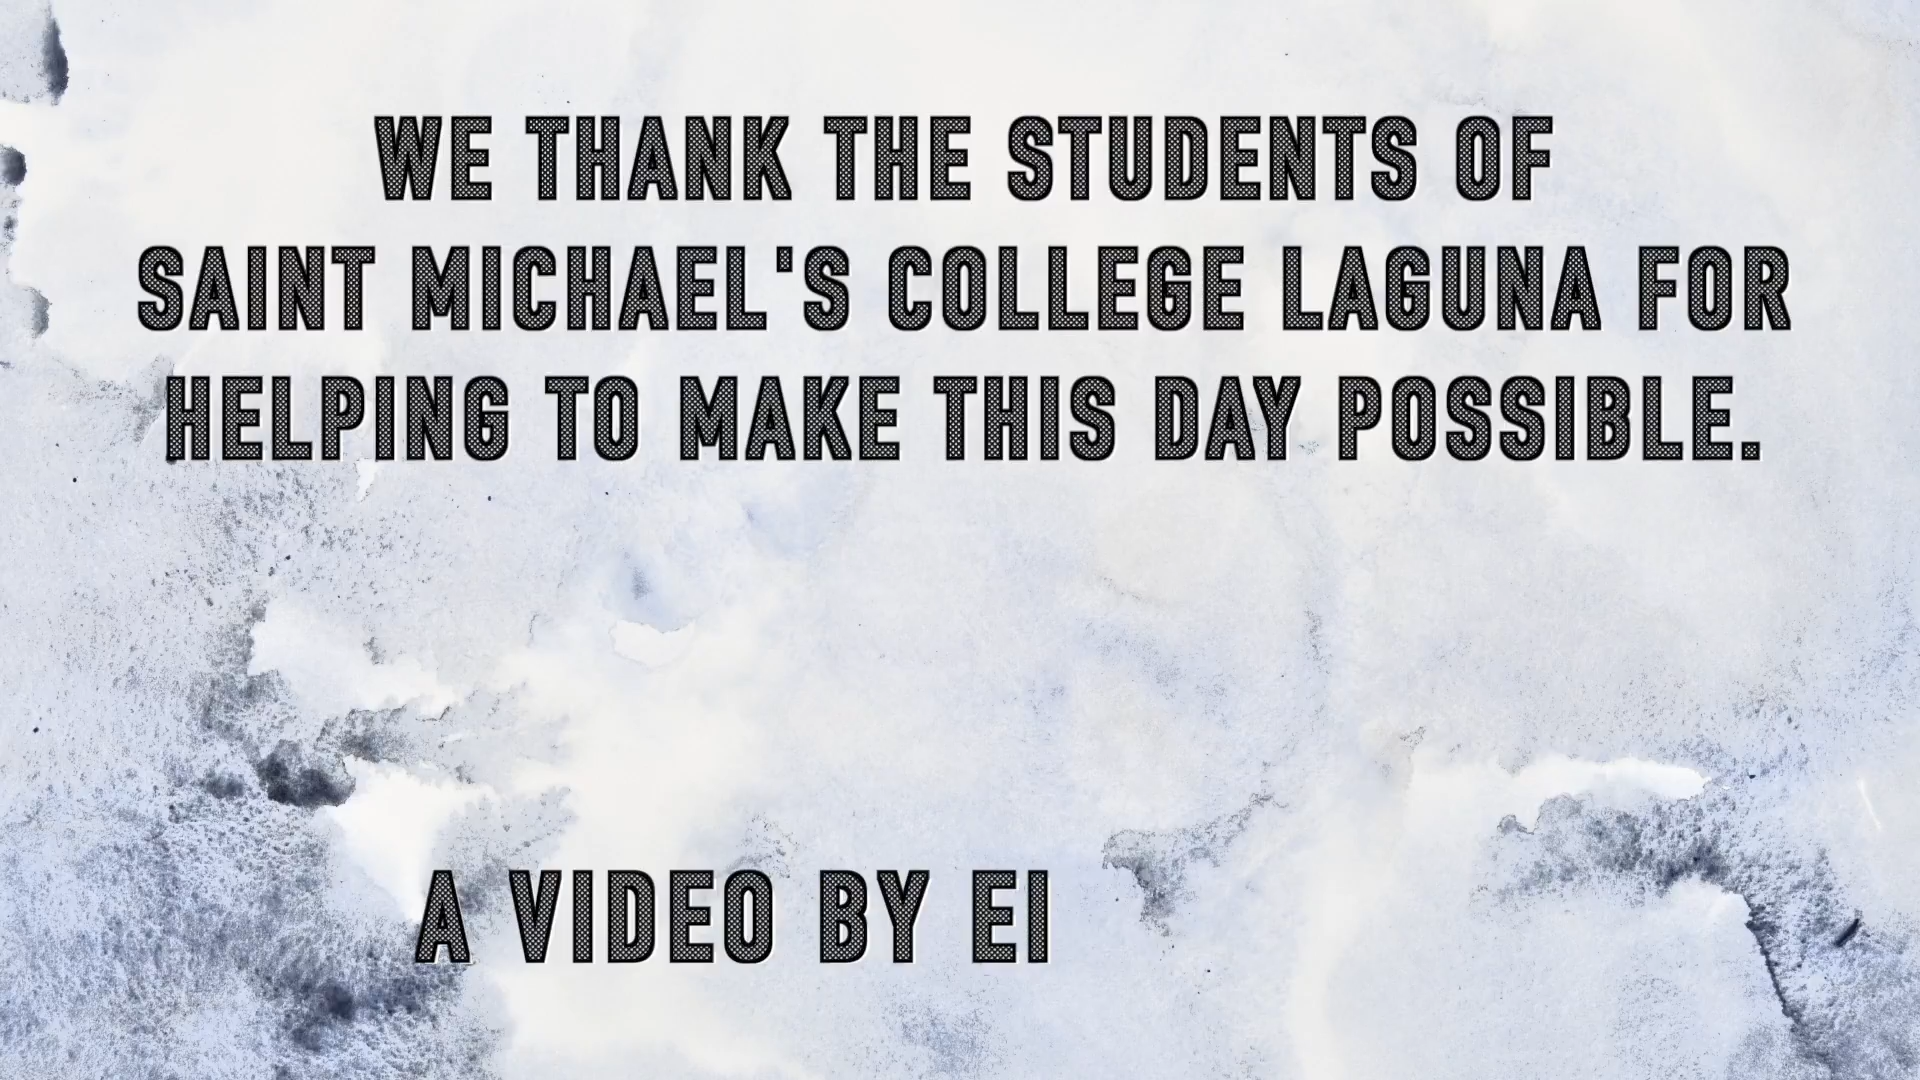 WE THANK THE STUDENTS OF
SAINT MICHAEL'S COLLEGE LAGUNA FOR
HELPING TO MAKE THIS DAY POSSIBLE.
A VIDEO BY EI